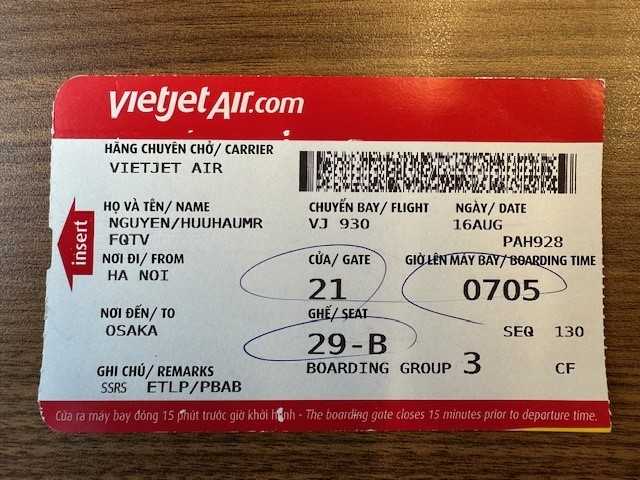 vietjetAir.com
HÃNG CHUYÊN CHỞ/ CARRIER
VIETJET AIR
HỌ VÀ TÊN/ NAME
NGUYEN/HUUHAUMR
FQTV
CHUYẾN BAY/ FLIGHT
VJ 930
NGÀY/ DATE
16AUG
PAH928
insert
NƠI ĐI/ FROM
HA NOI
CỬA/ GATE
21
GIỜ LÊN MÁY BAY/ BOARDING TIME
0705
NƠI ĐẾN/ TO
OSAKA
GHẾ/ SEAT
29-B
SEQ 130
GHI CHÚ/ REMARKS
SSRS ETLP/PBAB
BOARDING GROUP 3
CF
Cửa ra máy bay đóng 15 phút trước giờ khởi hành - The boarding gate closes 15 minutes prior to departure time.